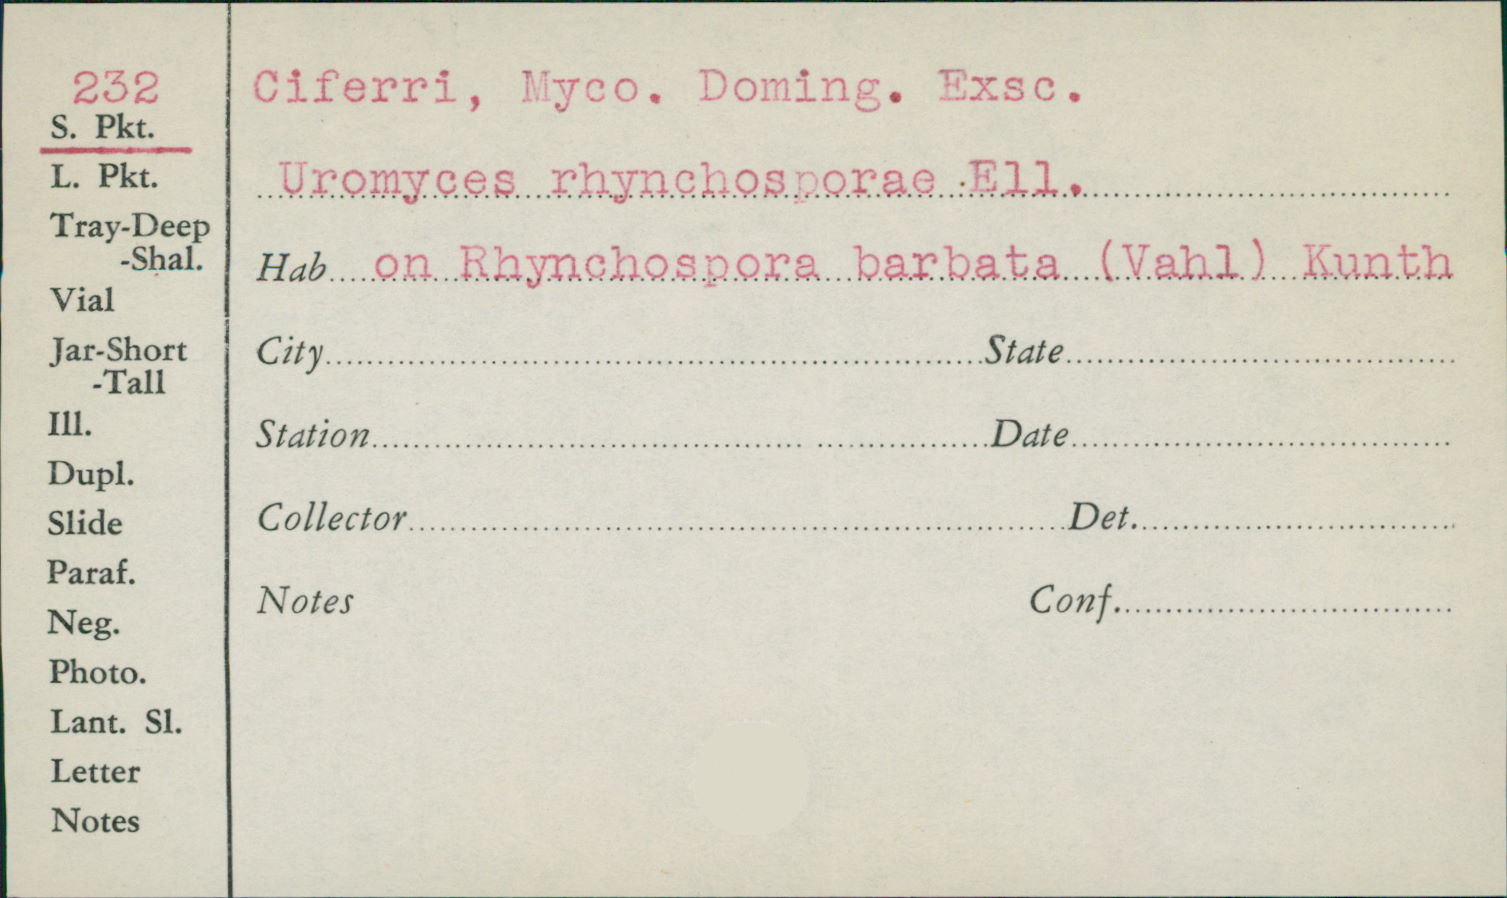 232
S. Pkt.
L. Pkt.
Tray-Deep
-Shal.
Vial
Jar-Short
-Tall
Ill.
Dupl.
Slide
Paraf.
Neg.
Photo.
Lant. Sl.
Letter
Notes
Ciferri, Myco. Doming. Exsc.
Uromyces rhynchosporae Ell.
Hab on Rhynchospora barbata (Vahl) Kunth
City State
Station Date
Collector Det.
Notes Conf.